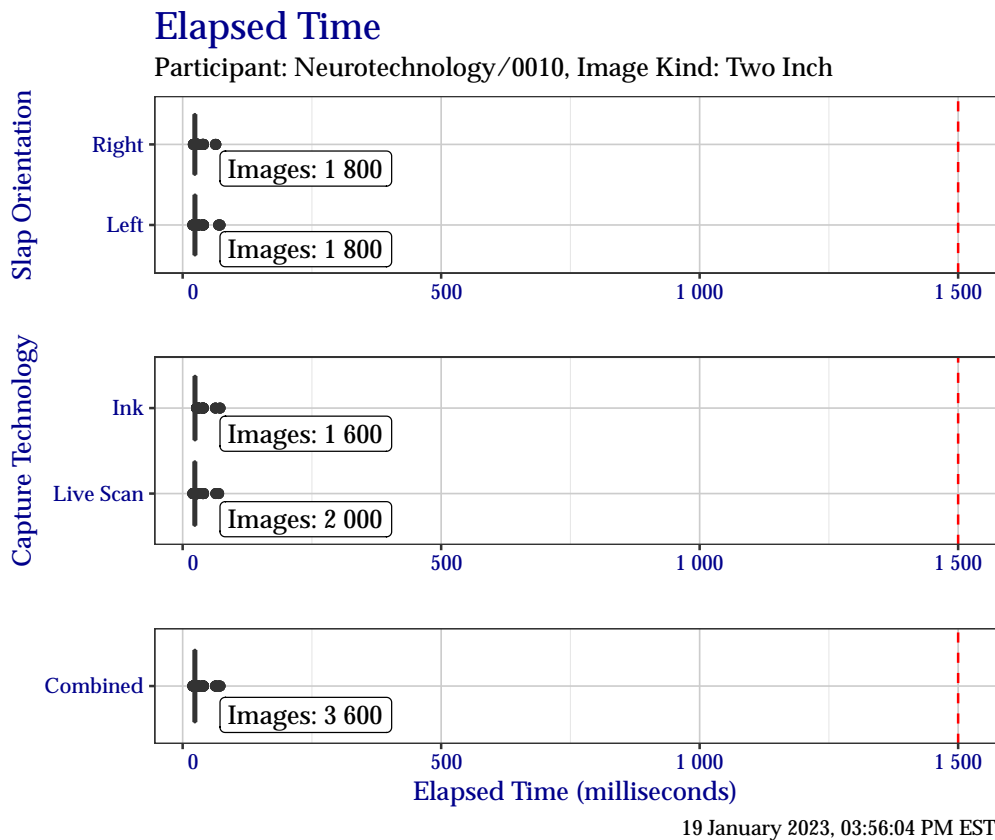 Elapsed Time
Participant: Neurotechnology/0010, Image Kind: Two Inch
Slap Orientation
Right
Images: 1 800
Left
Images: 1 800
0 500 1 000 1 500
Capture Technology
Ink
Images: 1 600
Live Scan
Images: 2 000
0 500 1 000 1 500
Combined
Images: 3 600
0 500 1 000 1 500
Elapsed Time (milliseconds)
19 January 2023, 03:56:04 PM EST